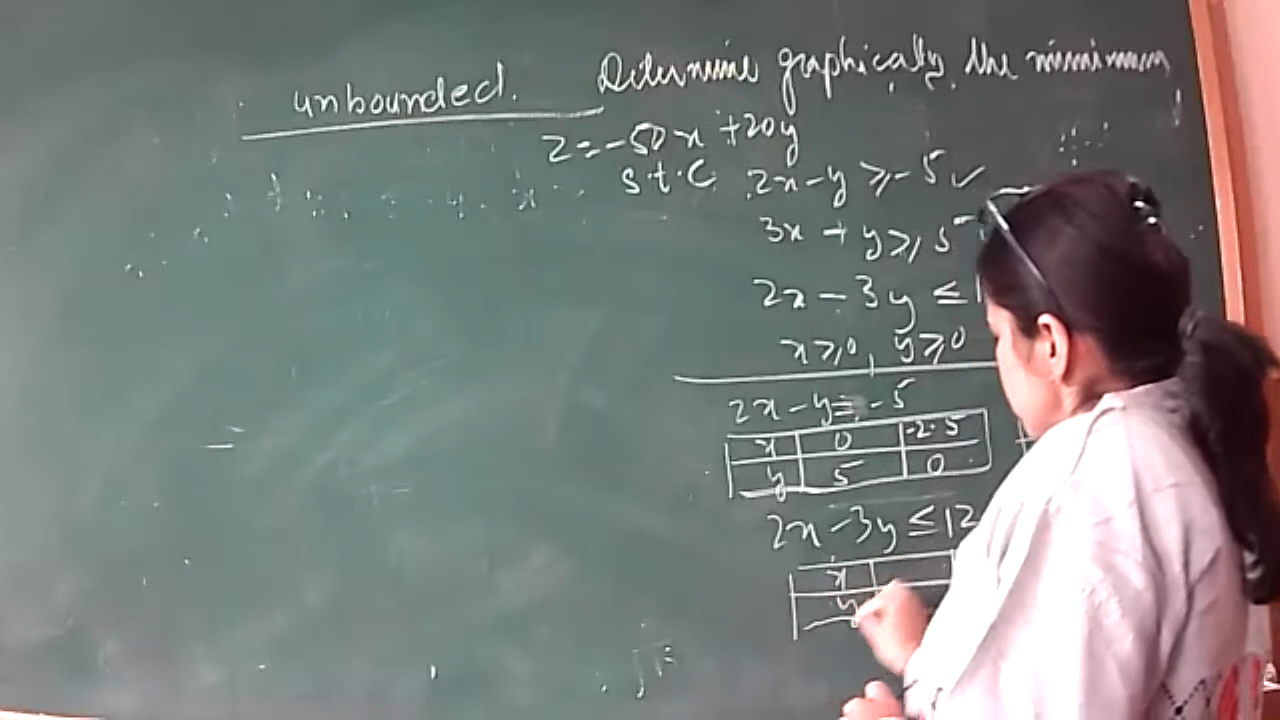 unbounded. Determine graphically the minimum
Z = -50x + 20y
s.t.c 2x - y ≥ -5 ✓
3x + y ≥ 5
2x - 3y ≤ 1
x ≥ 0, y ≥ 0
2x - y = -5
x 0 -2.5
y 5 0
2x - 3y ≤ 12
x
y